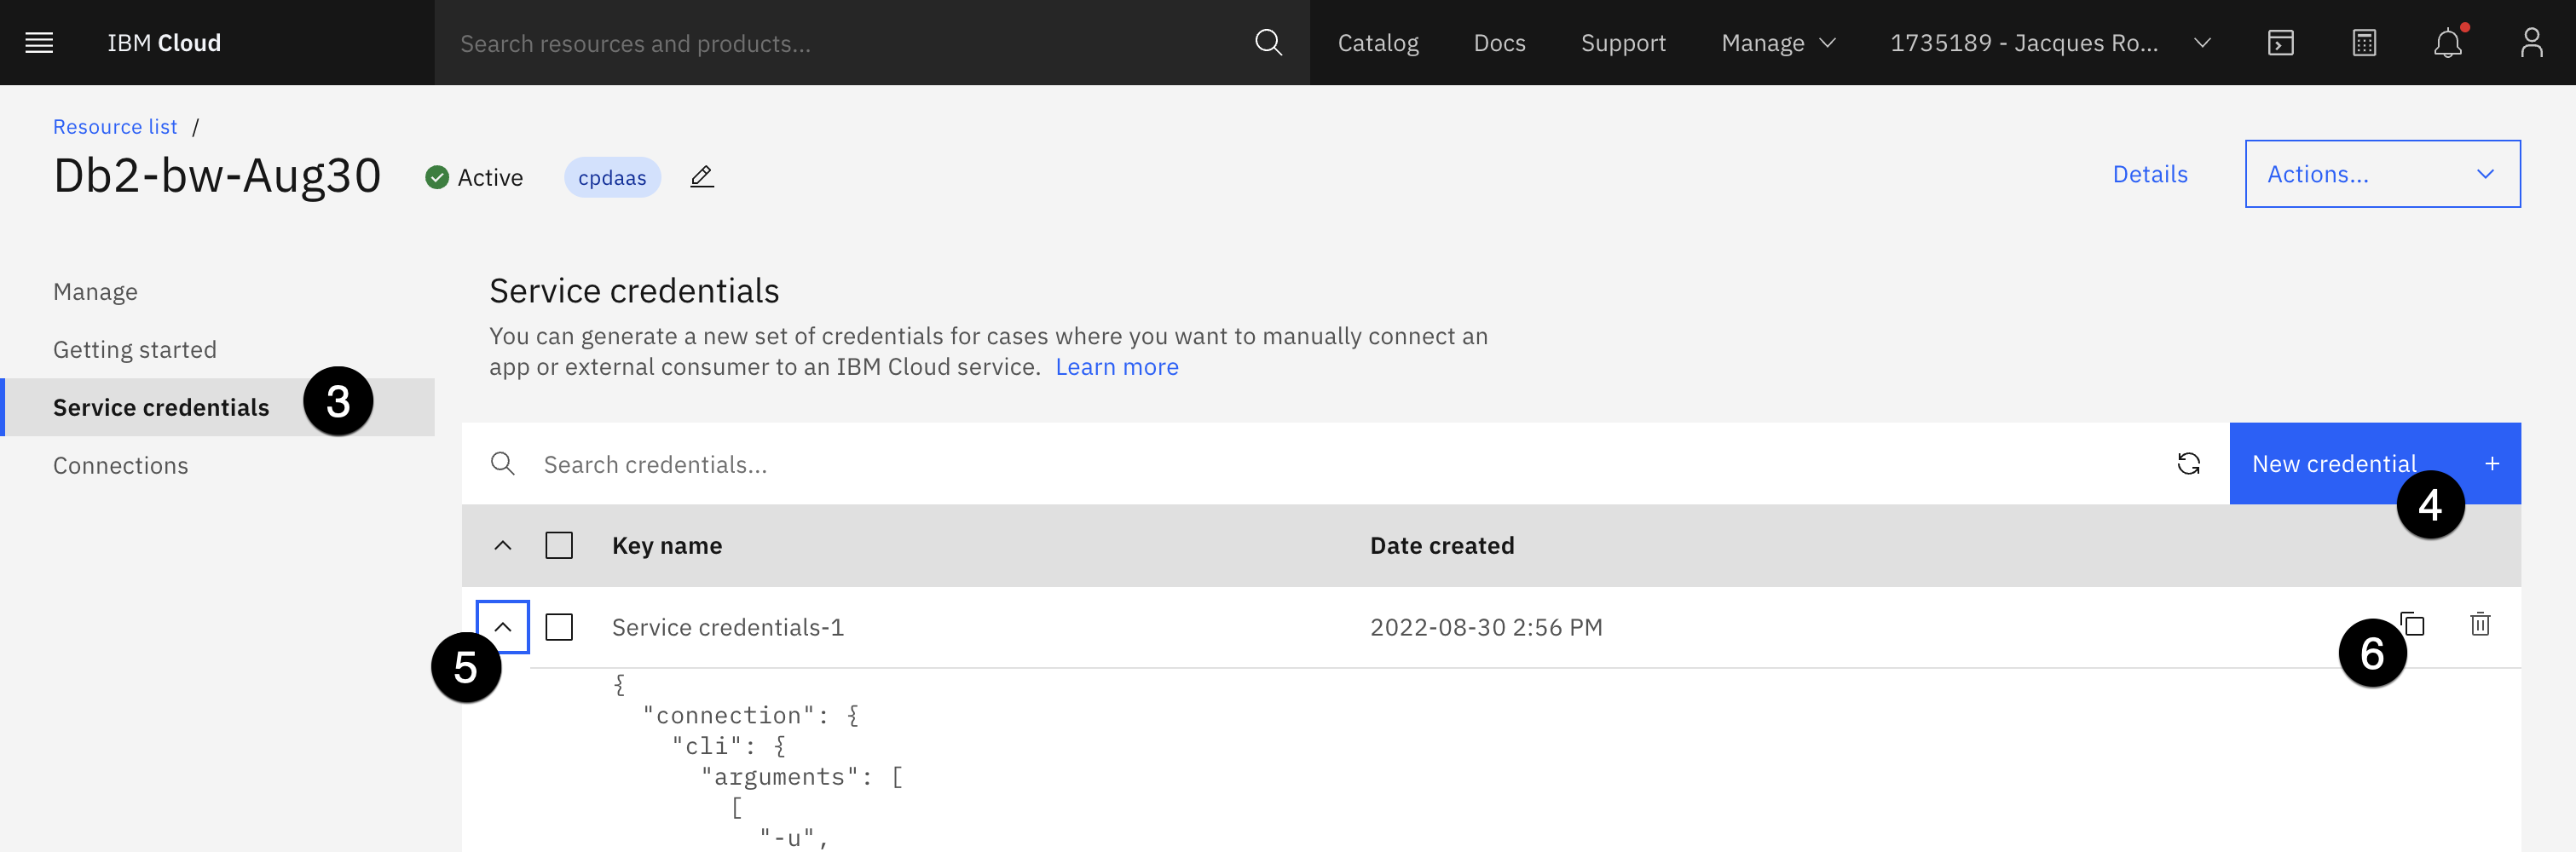 IBM Cloud
Search resources and products...
Catalog
Docs
Support
Manage
1735189 - Jacques Ro...
Resource list /
Db2-bw-Aug30
Active
cpdaas
Details
Actions...
Manage
Getting started
Service credentials
3
Connections
Service credentials
You can generate a new set of credentials for cases where you want to manually connect an
app or external consumer to an IBM Cloud service. Learn more
Search credentials...
New credential +
4
Key name
Date created
Service credentials-1
2022-08-30 2:56 PM
5
6
{
"connection": {
"cli": {
"arguments": [
[
"-u",